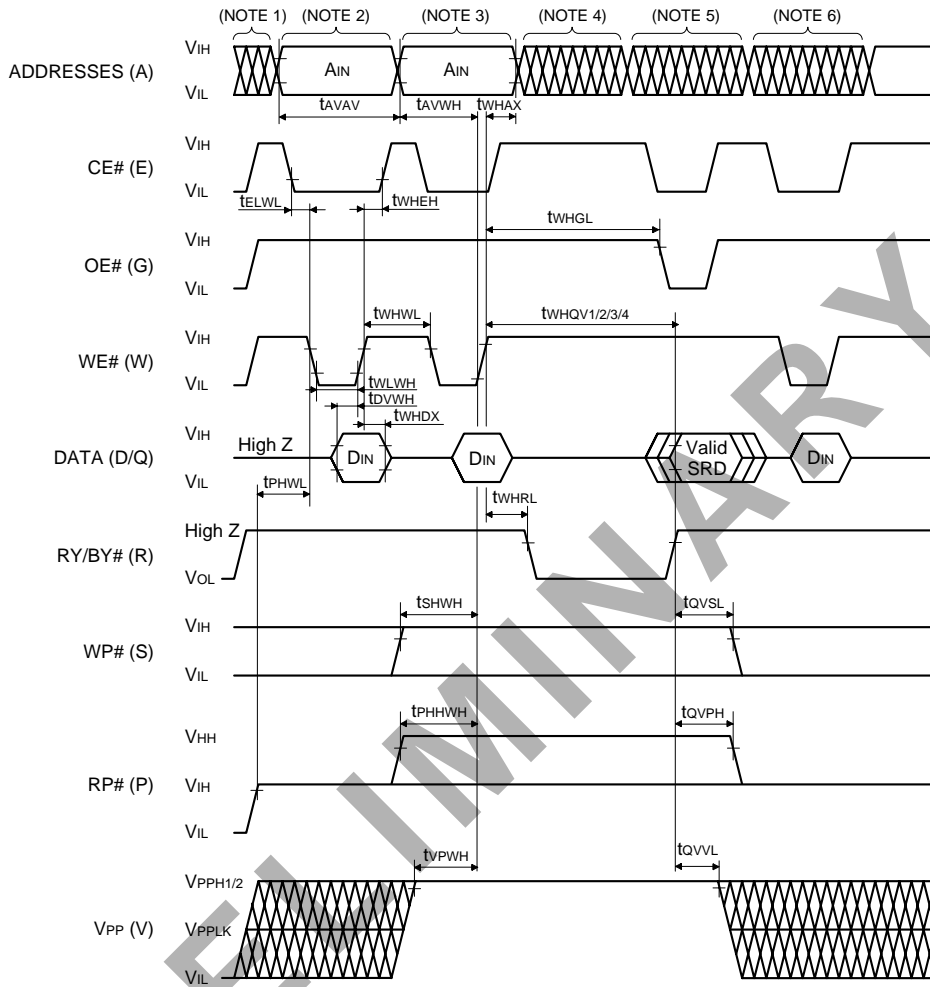 (NOTE 1) (NOTE 2) (NOTE 3) (NOTE 4) (NOTE 5) (NOTE 6)
VIH
ADDRESSES (A) AIN AIN
VIL
tAVAV tAVWH tWHAX
VIH
CE# (E)
VIL
tELWL tWHEH
tWHGL
VIH
OE# (G)
VIL
tWHWL tWHQV1/2/3/4
VIH
WE# (W)
VIL
tWLWH
tDVWH
tWHDX
VIH
High Z
DATA (D/Q) DIN DIN Valid SRD DIN
VIL
tPHWL
tWHRL
High Z
RY/BY# (R)
VOL
tSHWH tQVSL
VIH
WP# (S)
VIL
tPHHWH tQVPH
VHH
VIH
RP# (P)
VIL
tVPWH tQVVL
VPPH1/2
VPP (V) VPPLK
VIL
ELIMINARY